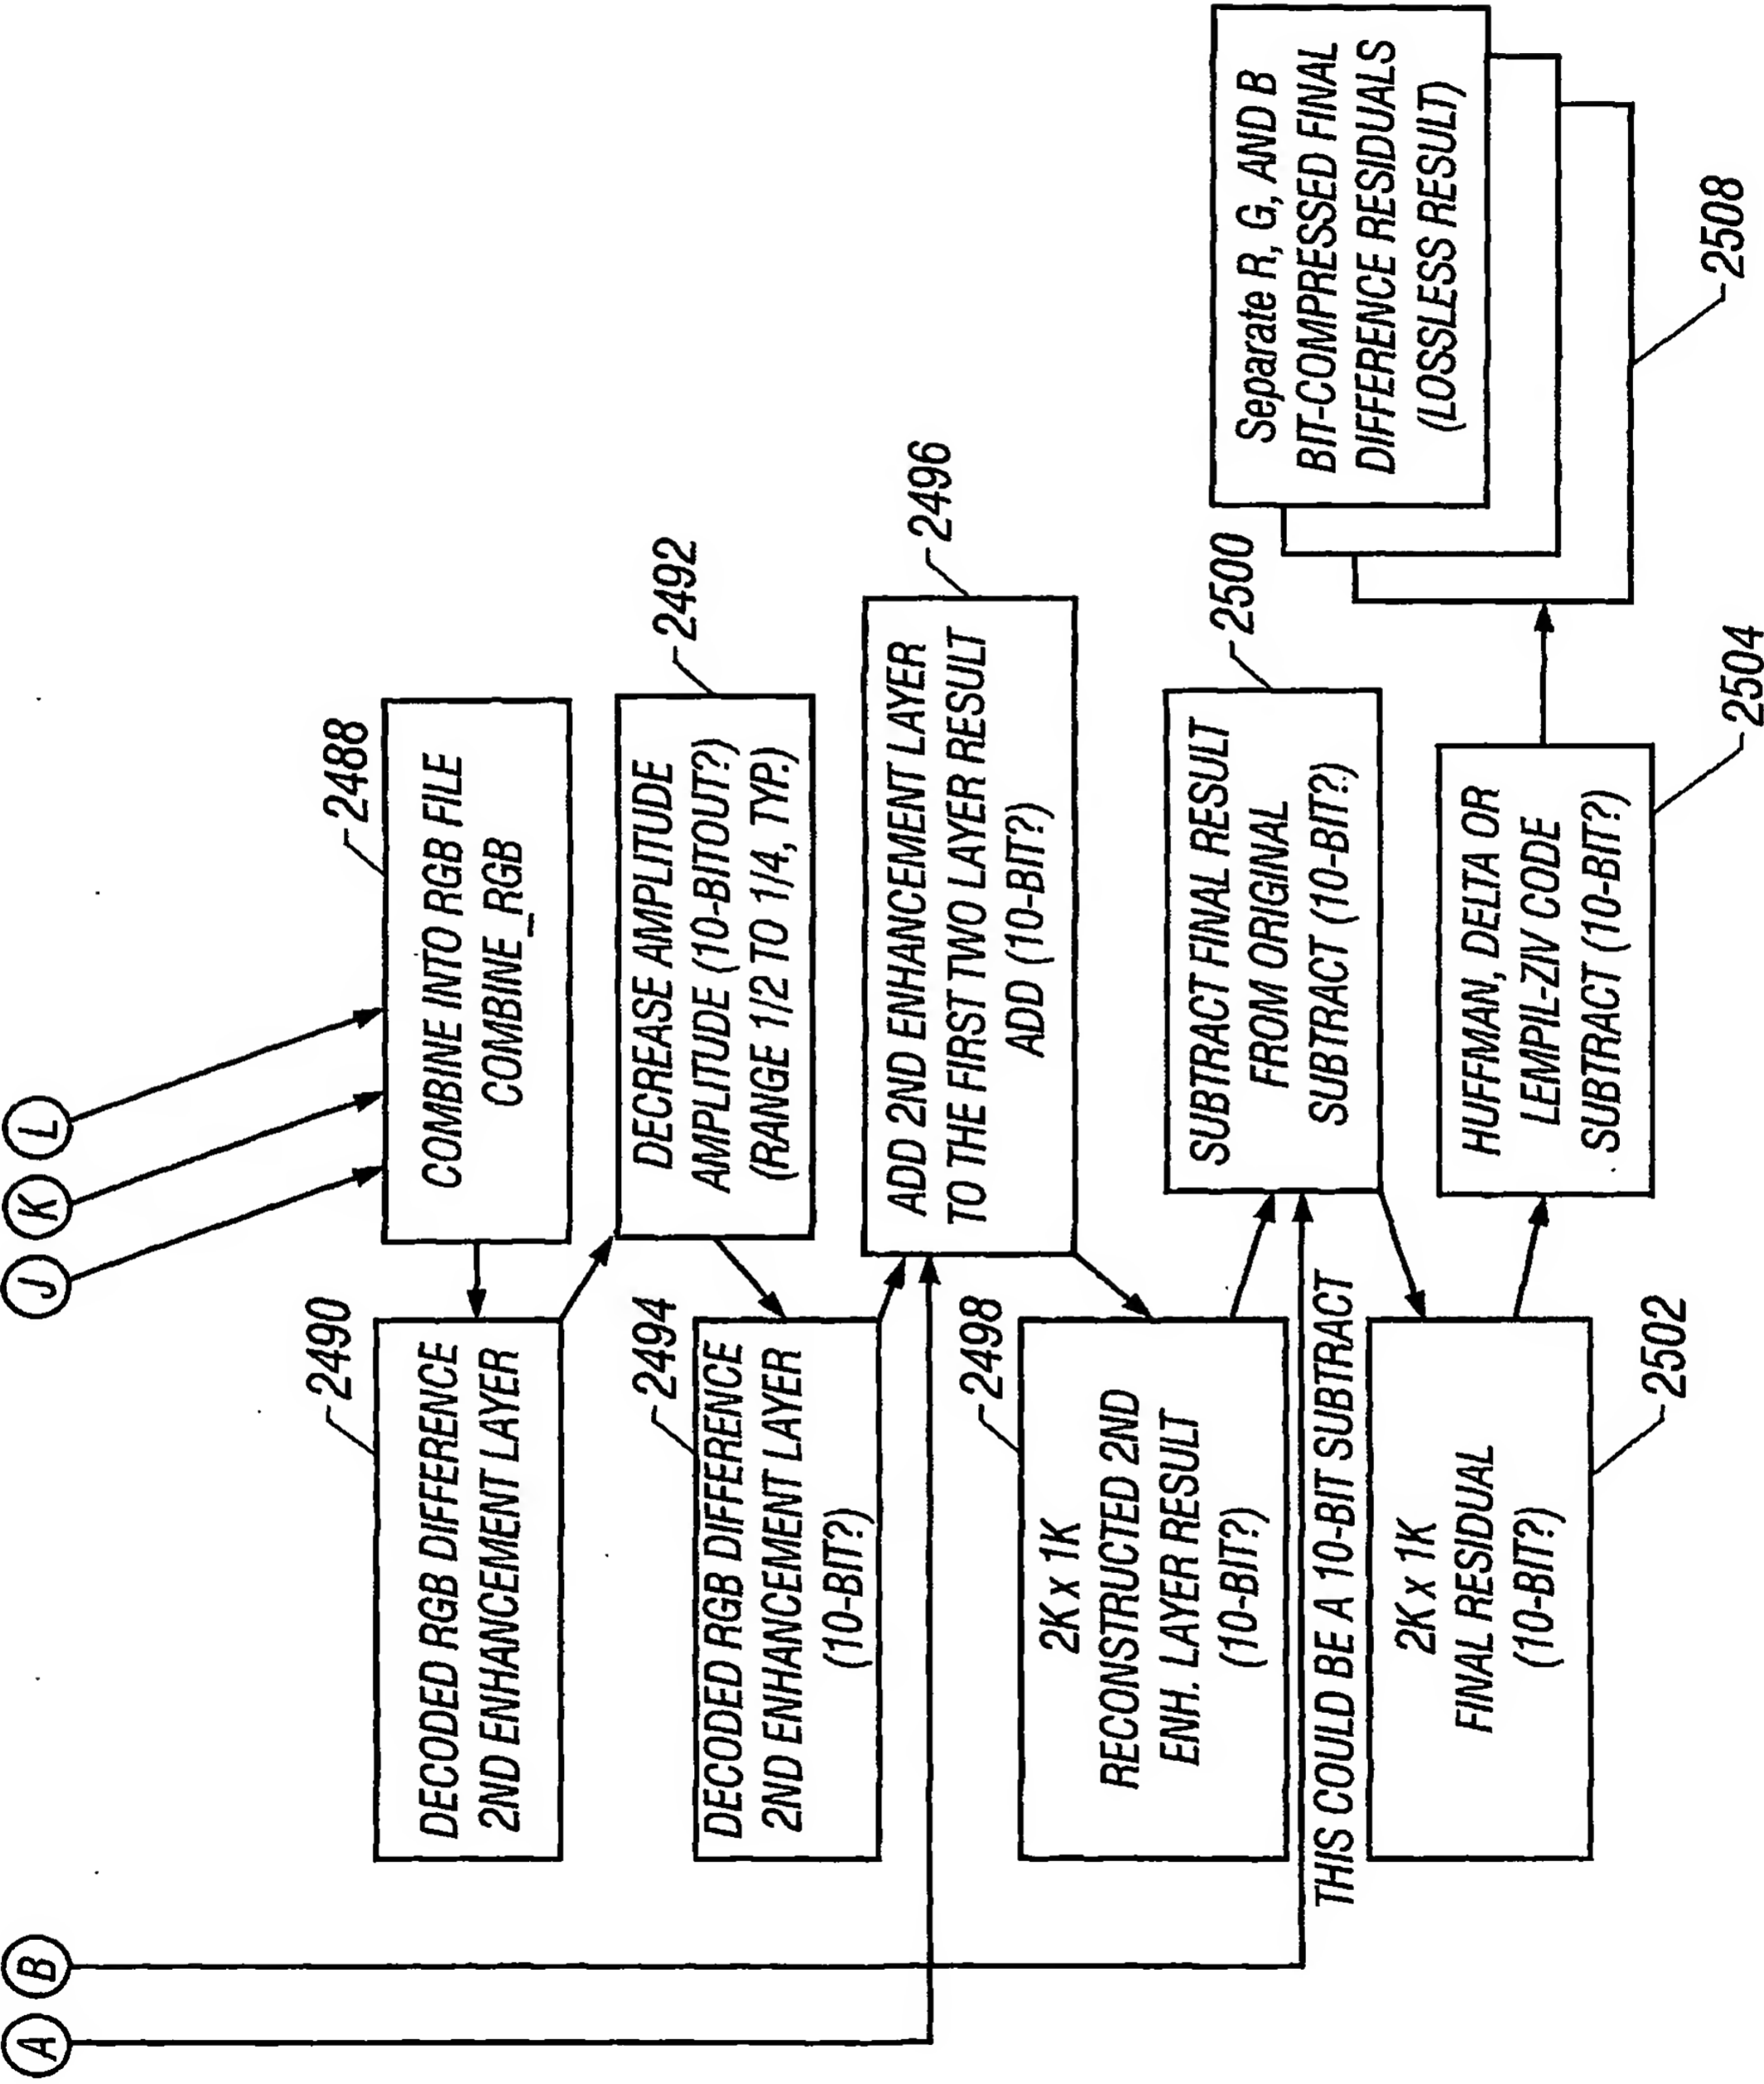 A
B
J
K
L
2488
COMBINE INTO RGB FILE
COMBINE_RGB
2490
DECODED RGB DIFFERENCE
2ND ENHANCEMENT LAYER
2492
DECREASE AMPLITUDE
AMPLITUDE (10-BITOUT?)
(RANGE 1/2 TO 1/4, TYP.)
2494
DECODED RGB DIFFERENCE
2ND ENHANCEMENT LAYER
(10-BIT?)
2496
ADD 2ND ENHANCEMENT LAYER
TO THE FIRST TWO LAYER RESULT
ADD (10-BIT?)
2498
2K x 1K
RECONSTRUCTED 2ND
ENH. LAYER RESULT
(10-BIT?)
2500
SUBTRACT FINAL RESULT
FROM ORIGINAL
SUBTRACT (10-BIT?)
THIS COULD BE A 10-BIT SUBTRACT
2K x 1K
FINAL RESIDUAL
(10-BIT?)
2502
HUFFMAN, DELTA OR
LEMPIL-ZIV CODE
SUBTRACT (10-BIT?)
2504
Separate R, G, AND B
BIT-COMPRESSED FINAL
DIFFERENCE RESIDUALS
(LOSSLESS RESULT)
2508